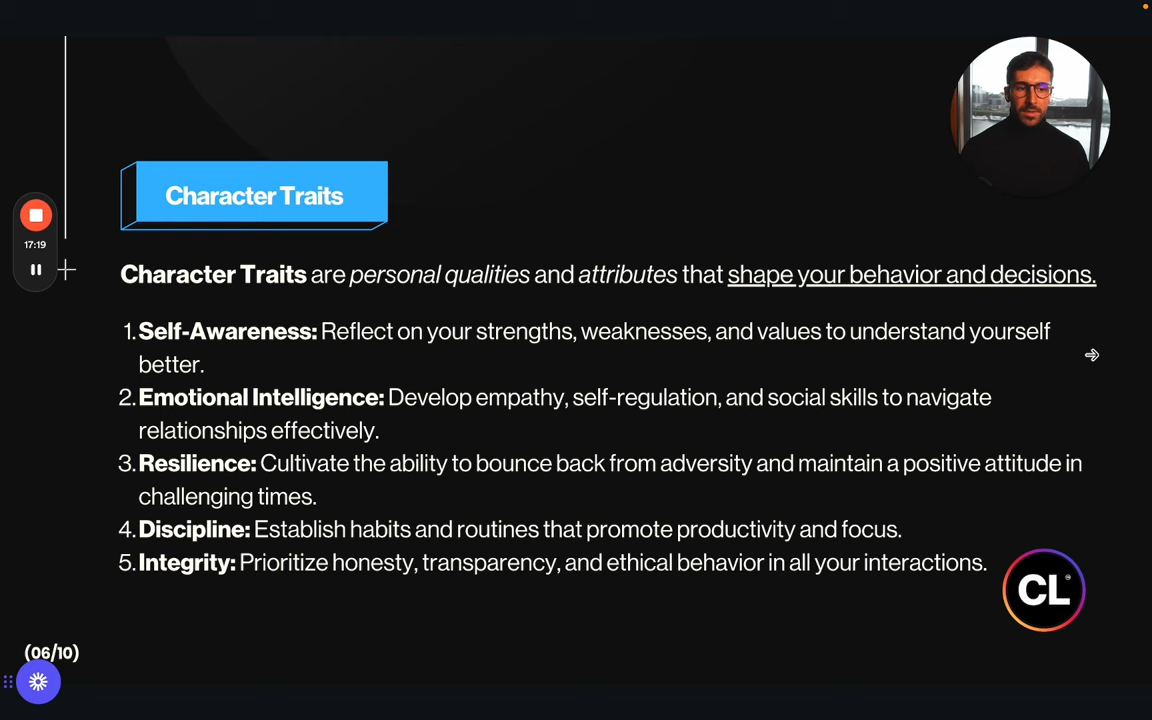 Character Traits
17:19
Character Traits are personal qualities and attributes that shape your behavior and decisions.
1. Self-Awareness: Reflect on your strengths, weaknesses, and values to understand yourself
better.
2. Emotional Intelligence: Develop empathy, self-regulation, and social skills to navigate
relationships effectively.
3. Resilience: Cultivate the ability to bounce back from adversity and maintain a positive attitude in
challenging times.
4. Discipline: Establish habits and routines that promote productivity and focus.
5. Integrity: Prioritize honesty, transparency, and ethical behavior in all your interactions.
CL
(06/10)